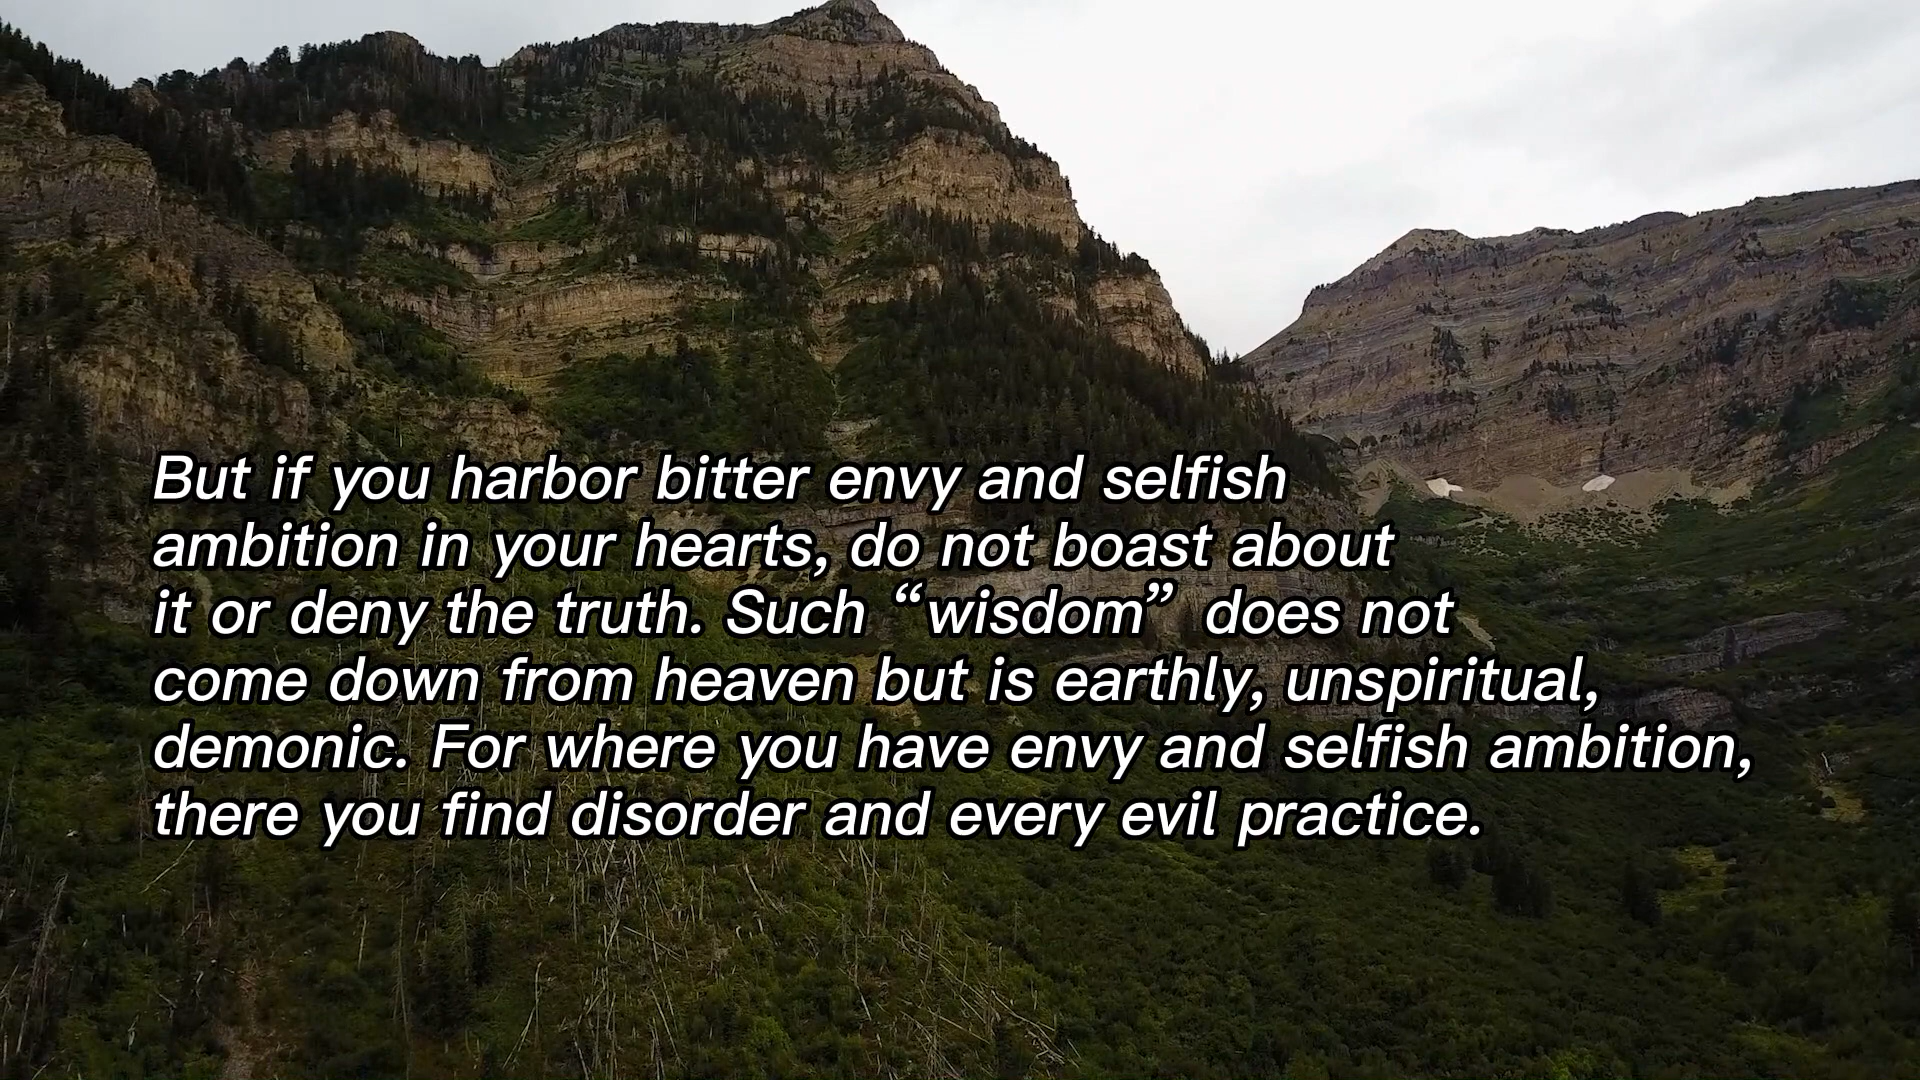 But if you harbor bitter envy and selfish
ambition in your hearts, do not boast about
it or deny the truth. Such “wisdom” does not
come down from heaven but is earthly, unspiritual,
demonic. For where you have envy and selfish ambition,
there you find disorder and every evil practice.